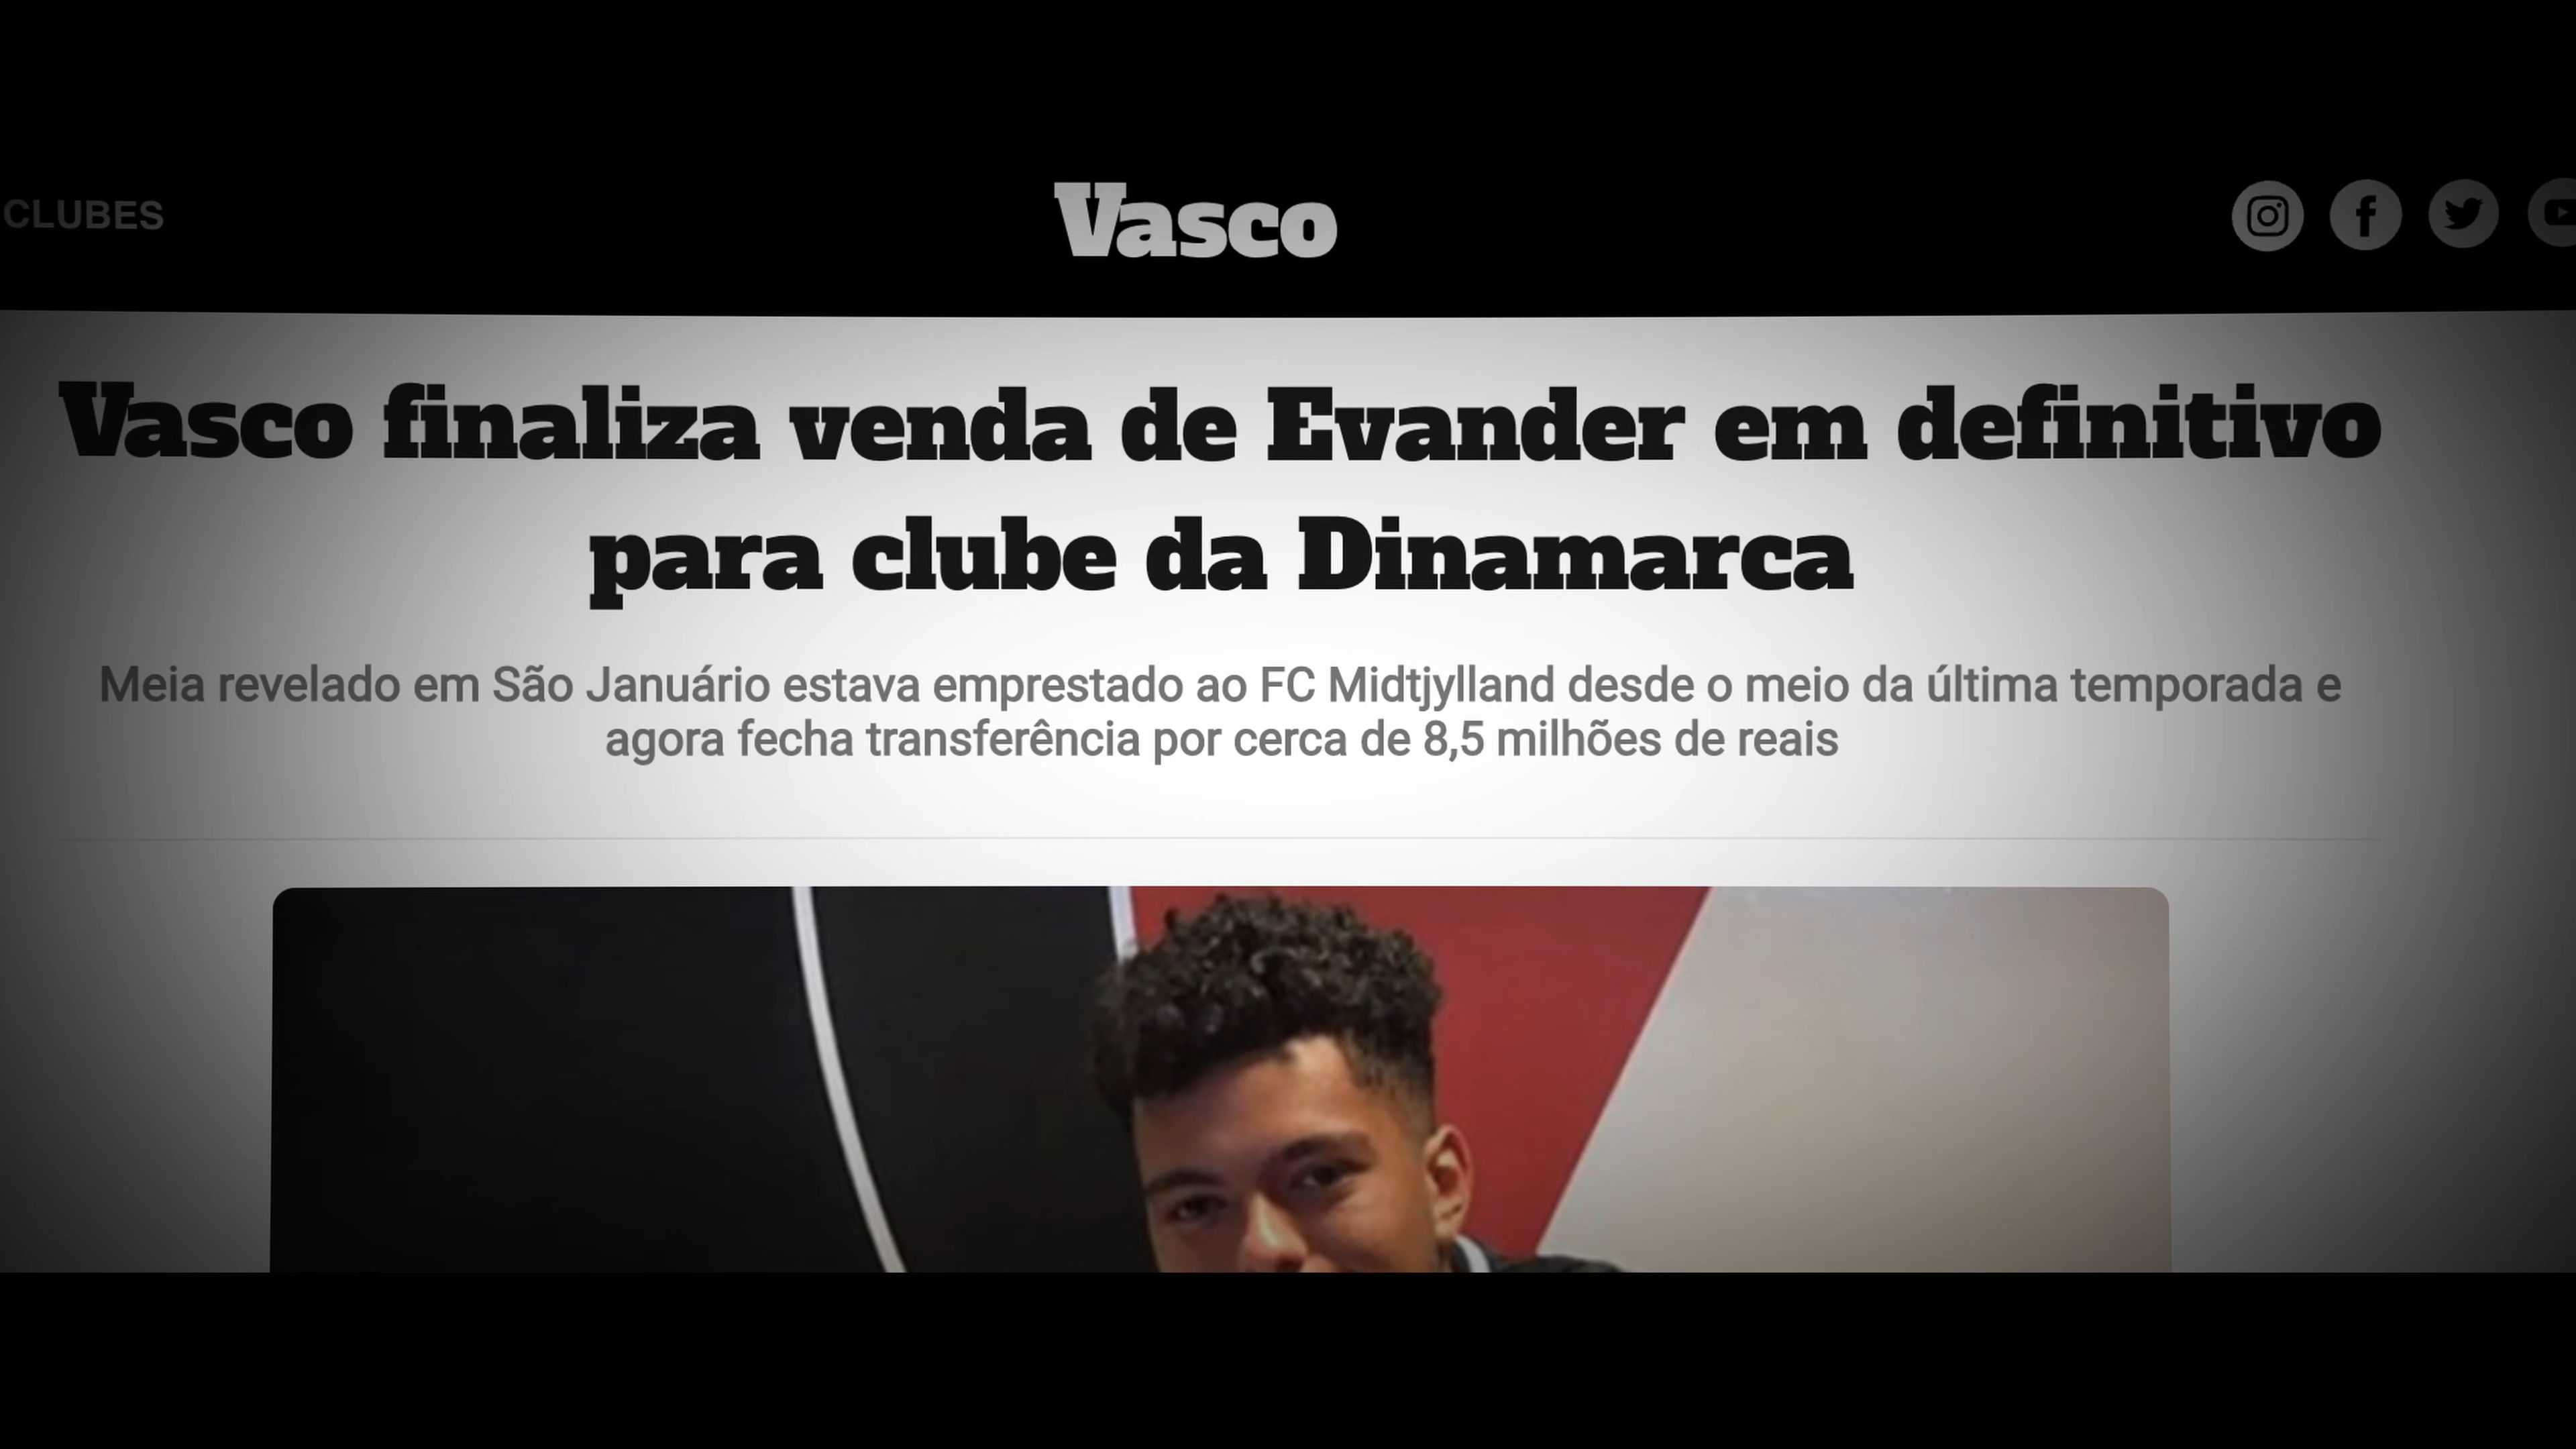 CLUBES
Vasco
Vasco finaliza venda de Evander em definitivo
para clube da Dinamarca
Meia revelado em São Januário estava emprestado ao FC Midtjylland desde o meio da última temporada e
agora fecha transferência por cerca de 8,5 milhões de reais